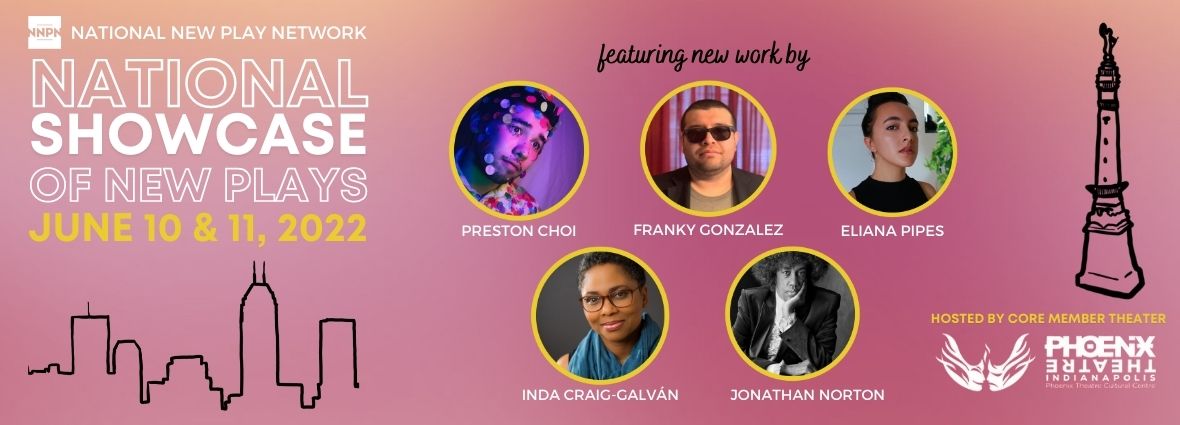 NNPN
NATIONAL NEW PLAY NETWORK
NATIONAL
SHOWCASE
OF NEW PLAYS
JUNE 10 & 11, 2022
featuring new work by
PRESTON CHOI
FRANKY GONZALEZ
ELIANA PIPES
INDA CRAIG-GALVÁN
JONATHAN NORTON
HOSTED BY CORE MEMBER THEATER
PHOENIX
THEATRE
INDIANAPOLIS
Phoenix Theatre Cultural Centre